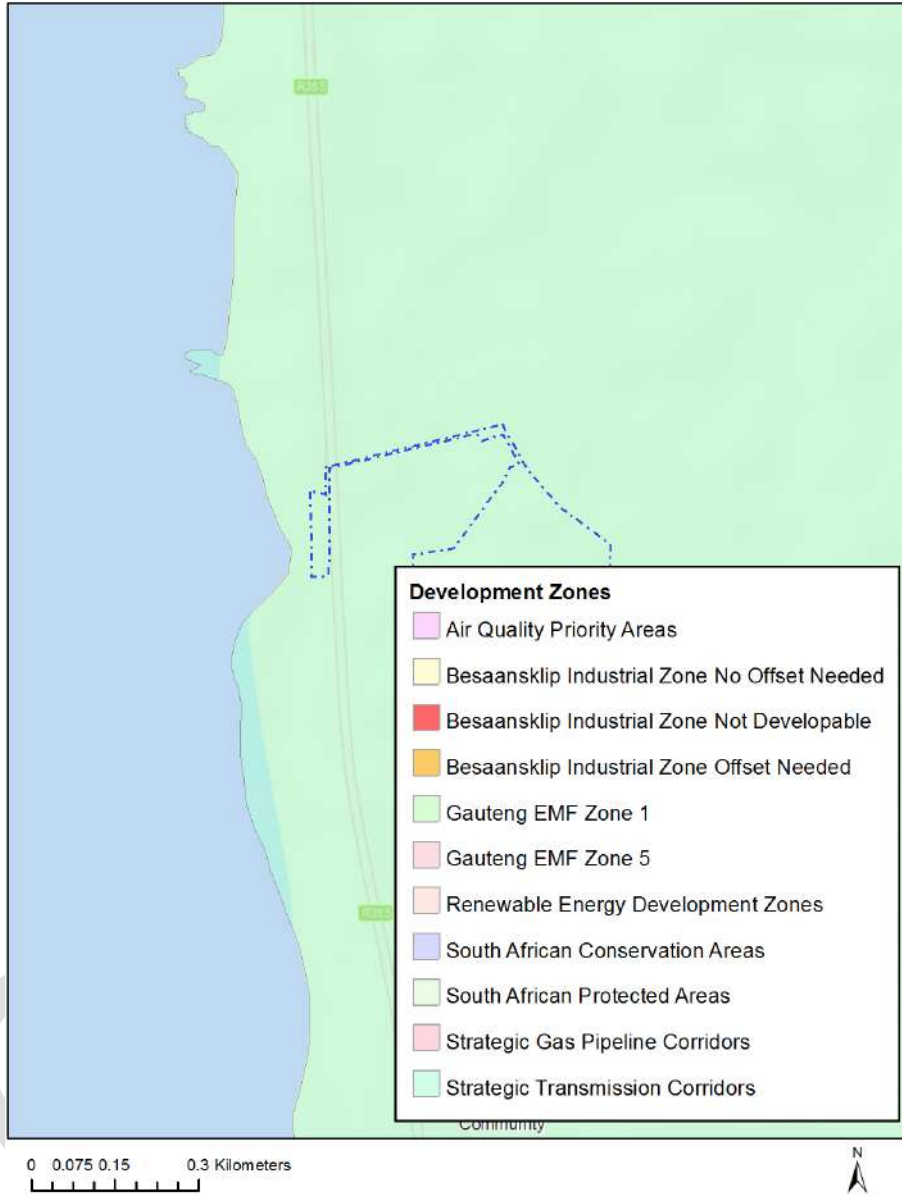 R385
Development Zones
Air Quality Priority Areas
Besaansklip Industrial Zone No Offset Needed
Besaansklip Industrial Zone Not Developable
Besaansklip Industrial Zone Offset Needed
Gauteng EMF Zone 1
Gauteng EMF Zone 5
Renewable Energy Development Zones
South African Conservation Areas
R385
South African Protected Areas
Strategic Gas Pipeline Corridors
Strategic Transmission Corridors
Community
0 0.075 0.15 0.3 Kilometers
N